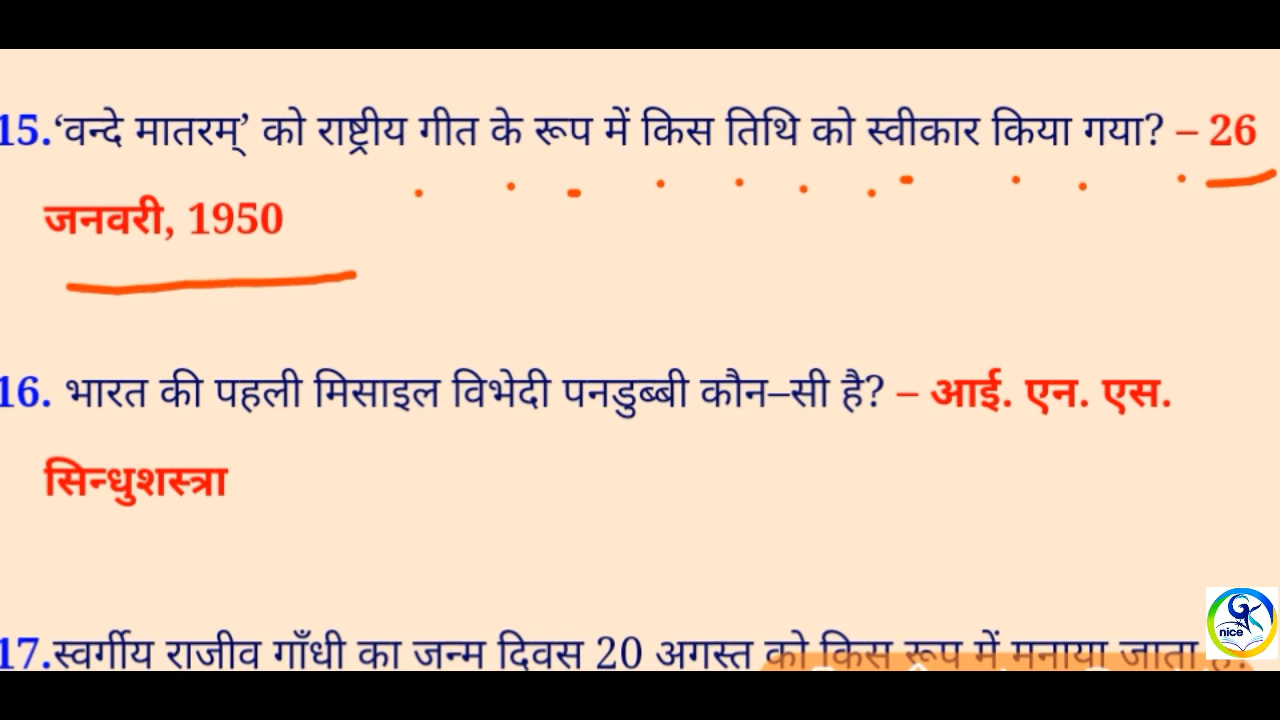 15.‘वन्दे मातरम्’ को राष्ट्रीय गीत के रूप में किस तिथि को स्वीकार किया गया? – 26
जनवरी, 1950
16. भारत की पहली मिसाइल विभेदी पनडुब्बी कौन–सी है? – आई. एन. एस.
सिन्धुशस्त्रा
17.स्वर्गीय राजीव गाँधी का जन्म दिवस 20 अगस्त को किस रूप में मनाया जाता है?
nice